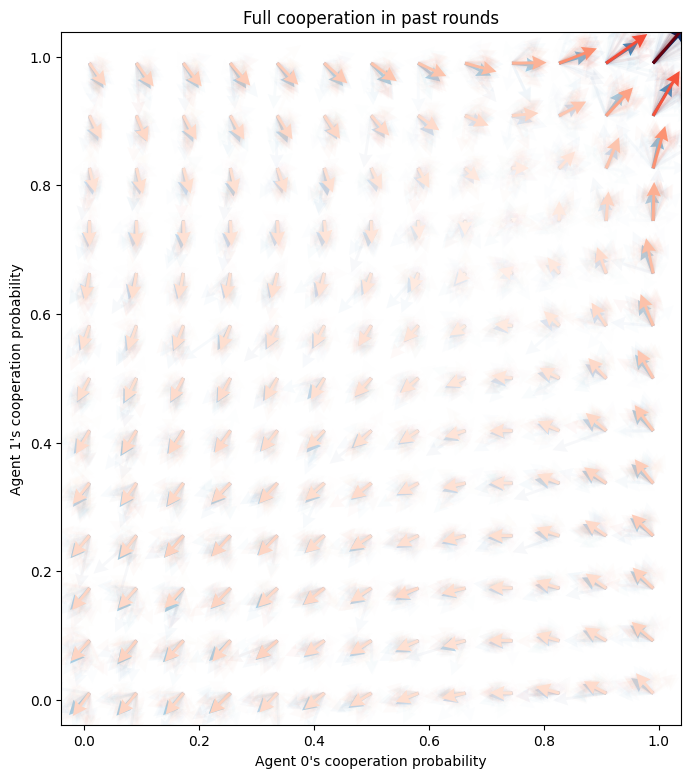 Full cooperation in past rounds
1.0
0.8
0.6
0.4
0.2
0.0
Agent 1's cooperation probability
0.0 0.2 0.4 0.6 0.8 1.0
Agent 0's cooperation probability